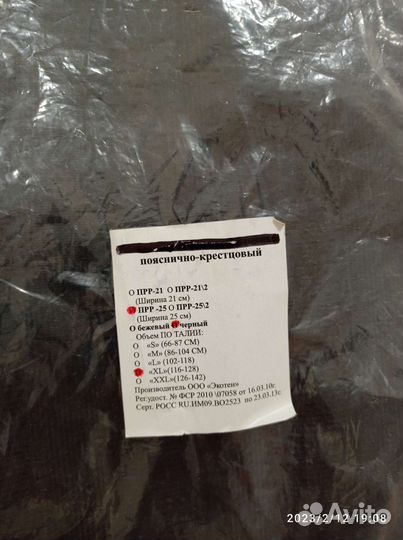 пояснично-крестцовый
О ПРР-21 О ПРР-21\2
(Ширина 21 см)
ПРР -25 О ПРР-25\2
(Ширина 25 см)
О бежевый черный
Объем ПО ТАЛИИ:
О «S» (66-87 СМ)
О «M» (86-104 СМ)
О «L» (102-118)
«XL»(116-128)
О «XXL»(126-142)
Производитель ООО «Экотен»
Рег.удост. № ФСР 2010 \07058 от 16.03.10г.
Серт. РОСС RU.ИМ09.В02523 по 23.03.13г.
2023/2/12 19:08
Avito